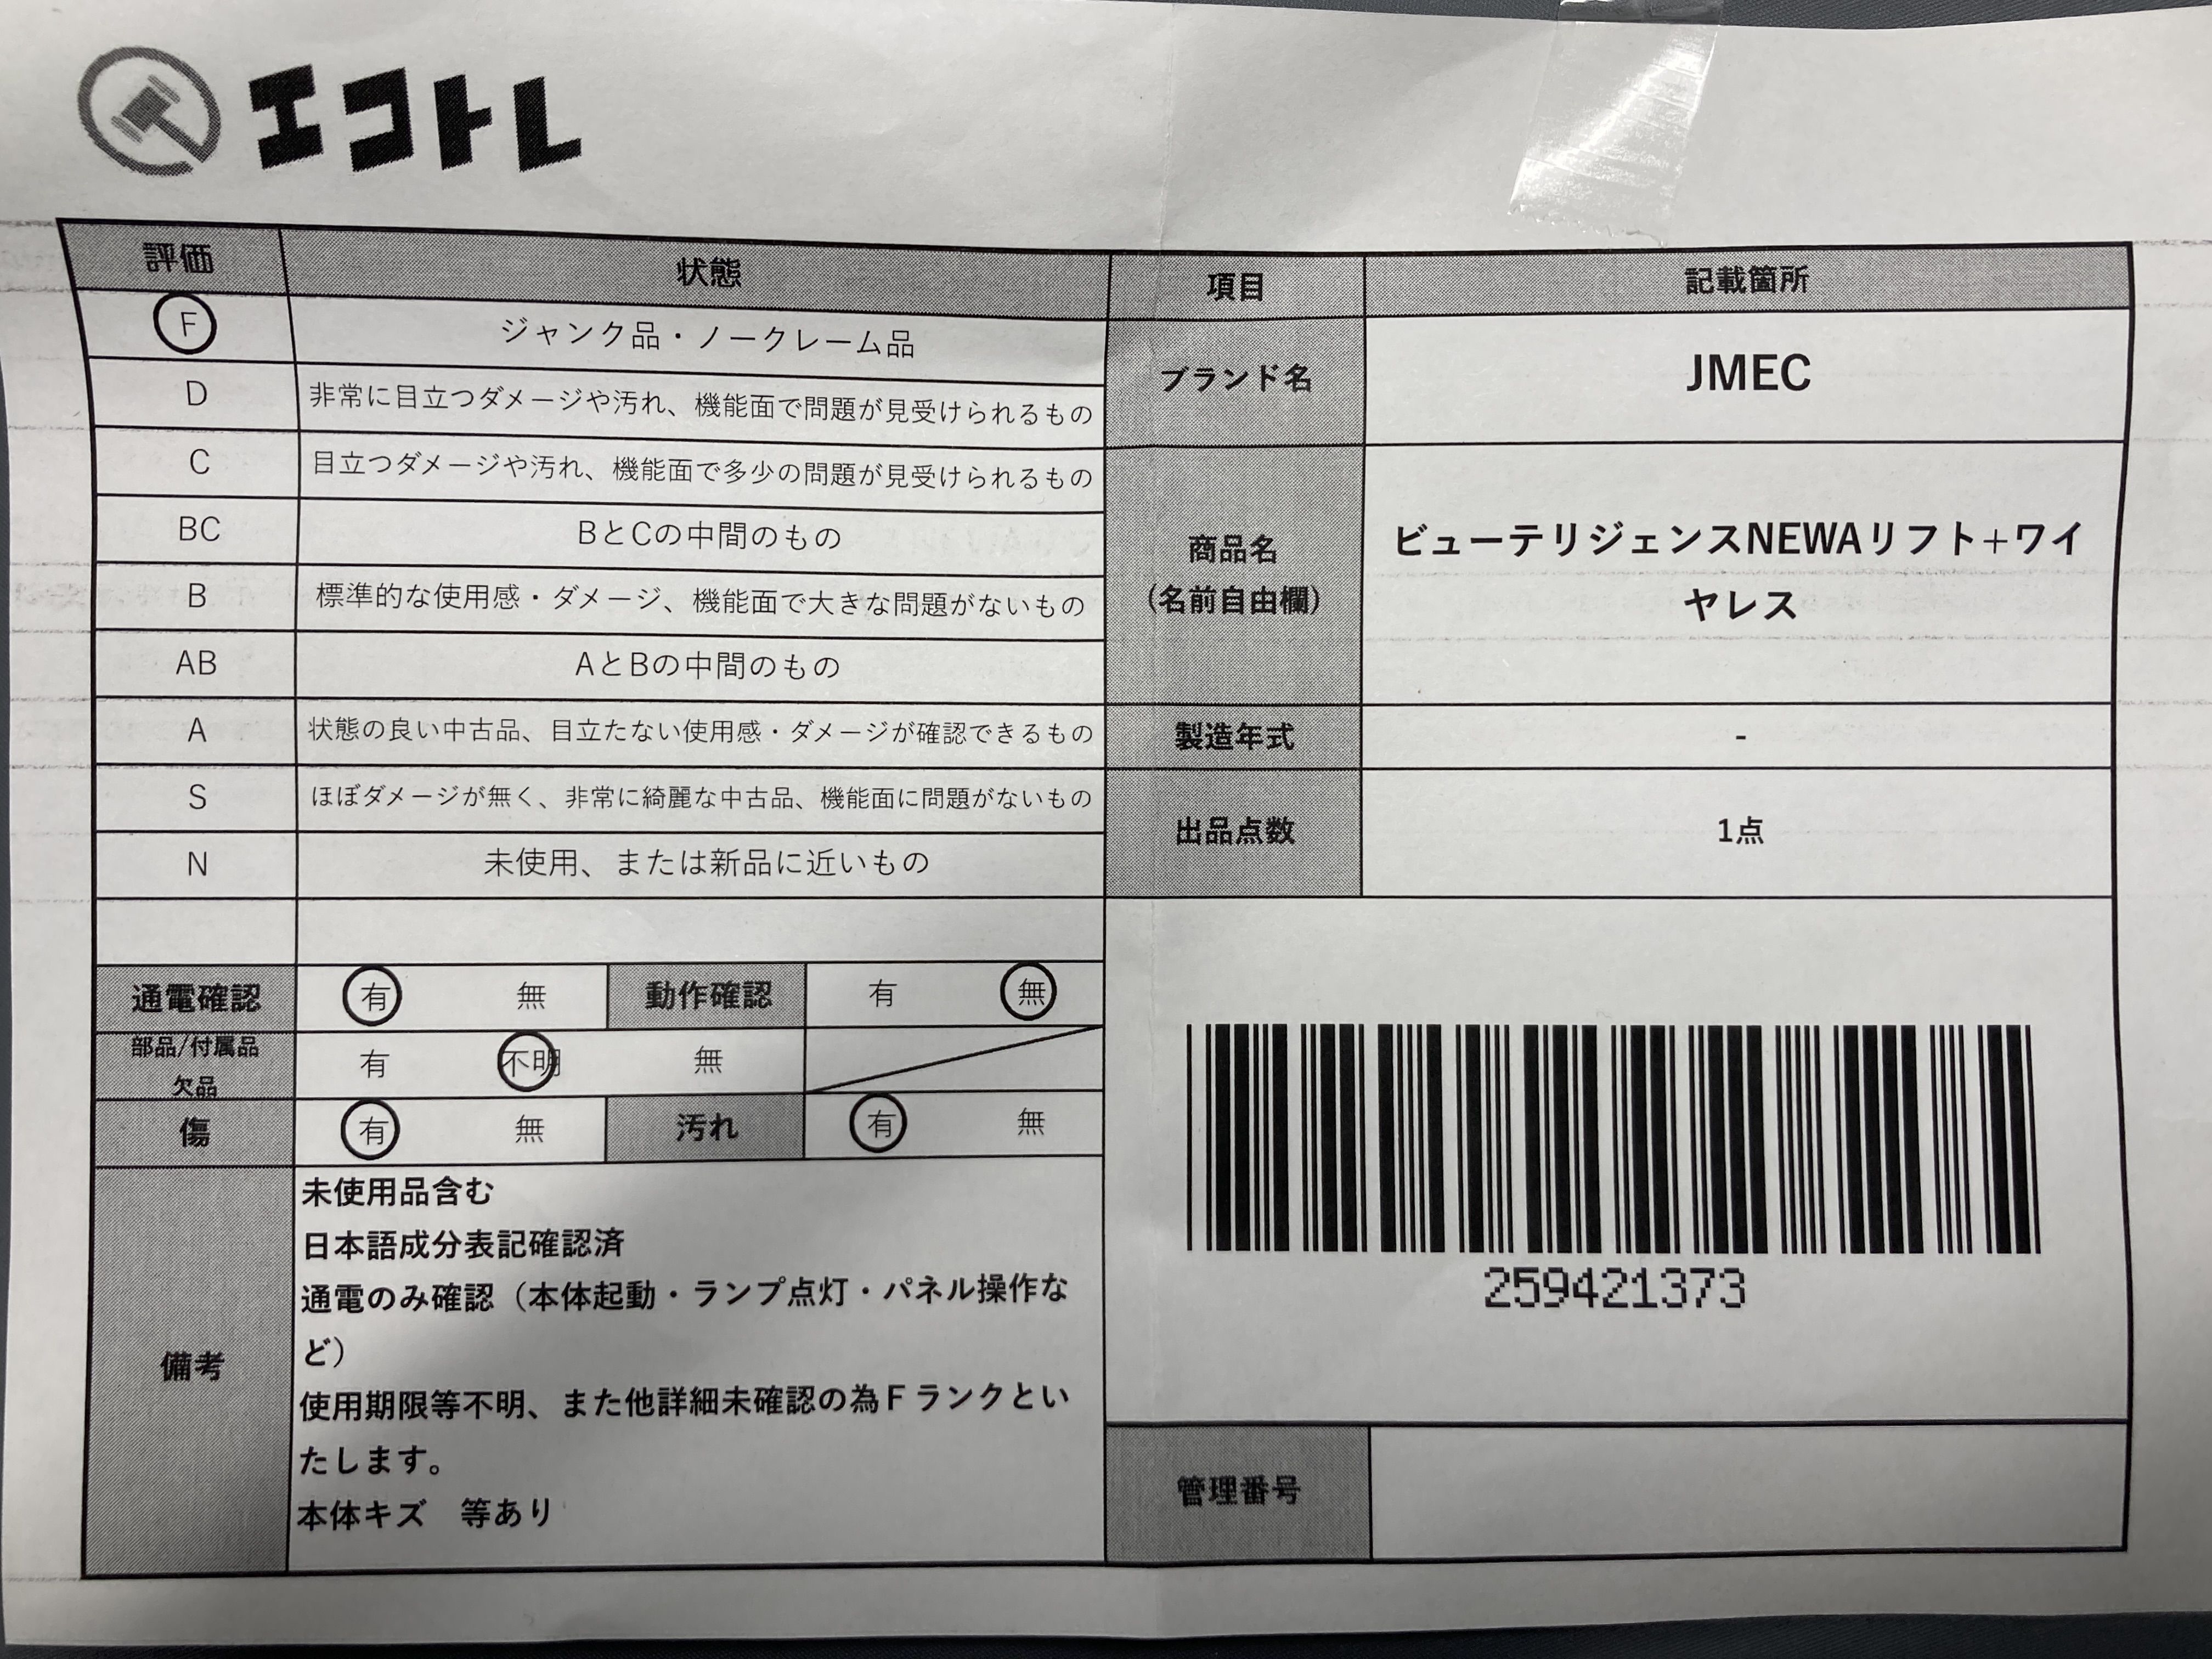 エコトレ
評価 状態
F ジャンク品・ノークレーム品
D 非常に目立つダメージや汚れ、機能面で問題が見受けられるもの
C 目立つダメージや汚れ、機能面で多少の問題が見受けられるもの
BC BとCの中間のもの
B 標準的な使用感・ダメージ、機能面で大きな問題がないもの
AB AとBの中間のもの
A 状態の良い中古品、目立たない使用感・ダメージが確認できるもの
S ほぼダメージが無く、非常に綺麗な中古品、機能面に問題がないもの
N 未使用、または新品に近いもの
通電確認 有 無 動作確認 有 無
部品/付属品
欠品 有 不明 無
傷 有 無 汚れ 有 無
備考
未使用品含む
日本語成分表記確認済
通電のみ確認（本体起動・ランプ点灯・パネル操作な
ど）
使用期限等不明、また他詳細未確認の為Fランクとい
たします。
本体キズ　等あり
項目 記載箇所
ブランド名 JMEC
商品名
（名前自由欄）
ビューテリジェンスNEWAリフト+ワイ
ヤレス
製造年式 -
出品点数 1点
259421373
管理番号